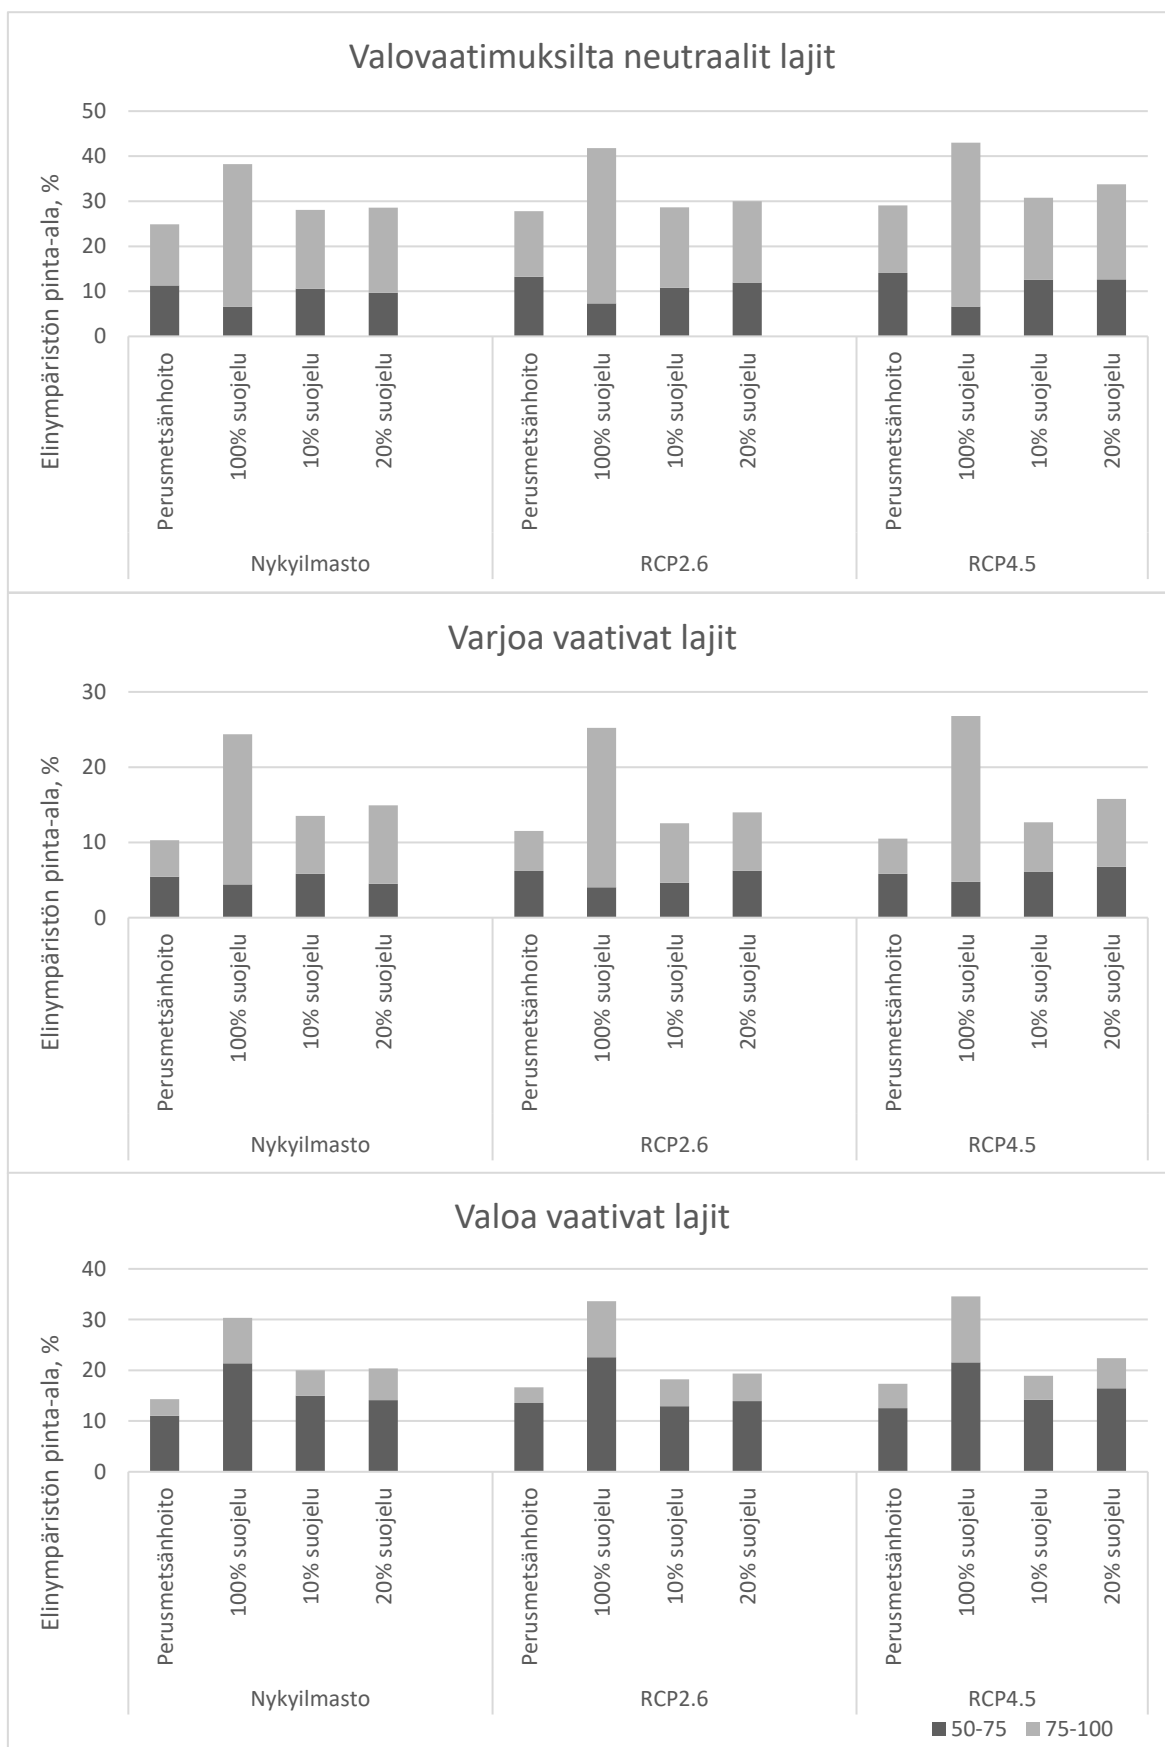 Valovaatimuksilta neutraalit lajit
Elinympäristön pinta-ala, %
50
40
30
20
10
0
Perusmetsänhoito
100% suojelu
10% suojelu
20% suojelu
Perusmetsänhoito
100% suojelu
10% suojelu
20% suojelu
Perusmetsänhoito
100% suojelu
10% suojelu
20% suojelu
Nykyilmasto
RCP2.6
RCP4.5
Varjoa vaativat lajit
Elinympäristön pinta-ala, %
30
20
10
0
Perusmetsänhoito
100% suojelu
10% suojelu
20% suojelu
Perusmetsänhoito
100% suojelu
10% suojelu
20% suojelu
Perusmetsänhoito
100% suojelu
10% suojelu
20% suojelu
Nykyilmasto
RCP2.6
RCP4.5
Valoa vaativat lajit
Elinympäristön pinta-ala, %
40
30
20
10
0
Perusmetsänhoito
100% suojelu
10% suojelu
20% suojelu
Perusmetsänhoito
100% suojelu
10% suojelu
20% suojelu
Perusmetsänhoito
100% suojelu
10% suojelu
20% suojelu
Nykyilmasto
RCP2.6
RCP4.5
50-75 75-100